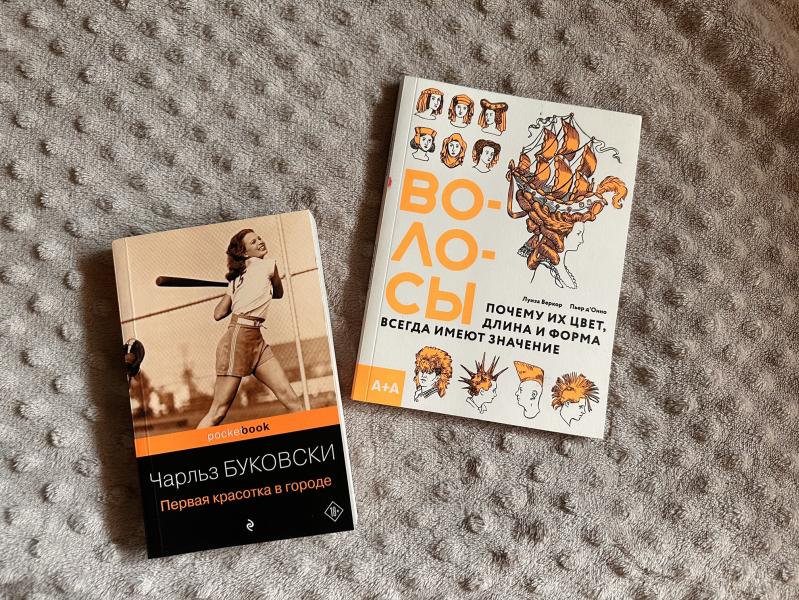 ВО-
ЛО-
СЫ
Луиза Веркор Пьер д'Онно
ПОЧЕМУ ИХ ЦВЕТ,
ДЛИНА И ФОРМА
ВСЕГДА ИМЕЮТ ЗНАЧЕНИЕ
А+А
pocketbook
Чарльз БУКОВСКИ
Первая красотка в городе
18+